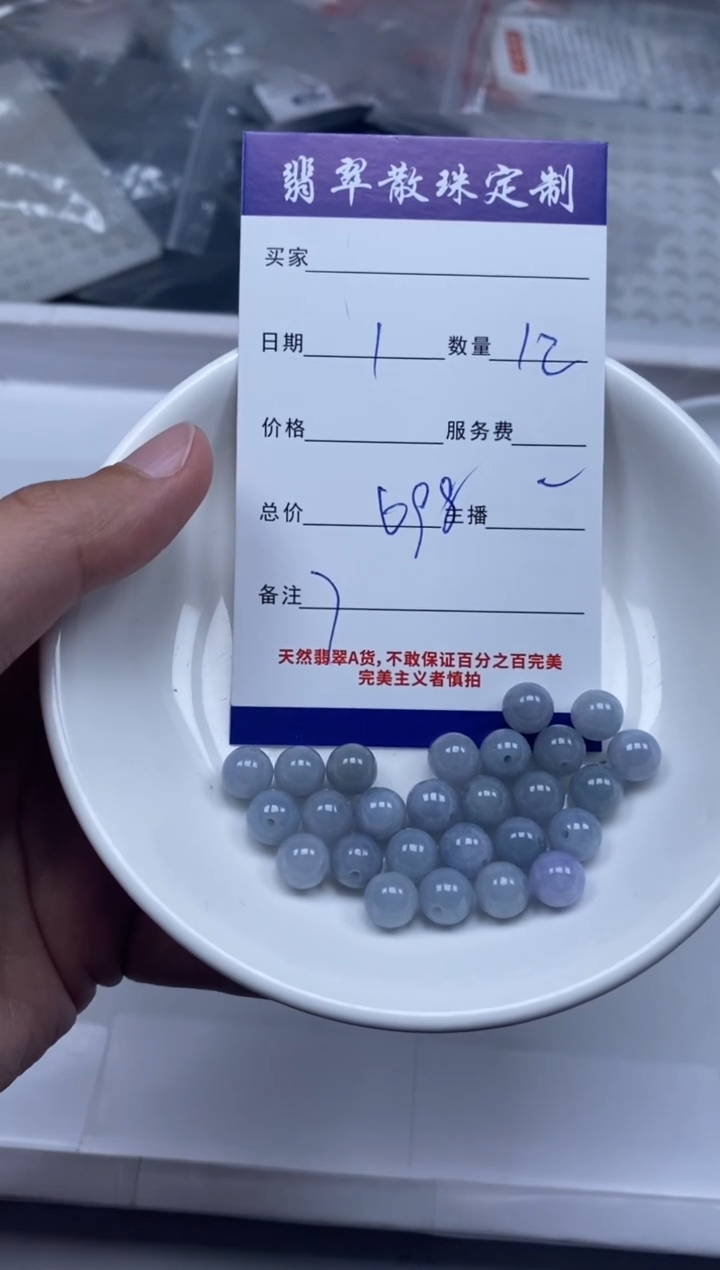 翡翠散珠定制
买家
日期 1 数量 12
价格 服务费
总价 698 主播
备注
天然翡翠A货,不敢保证百分之百完美
完美主义者慎拍